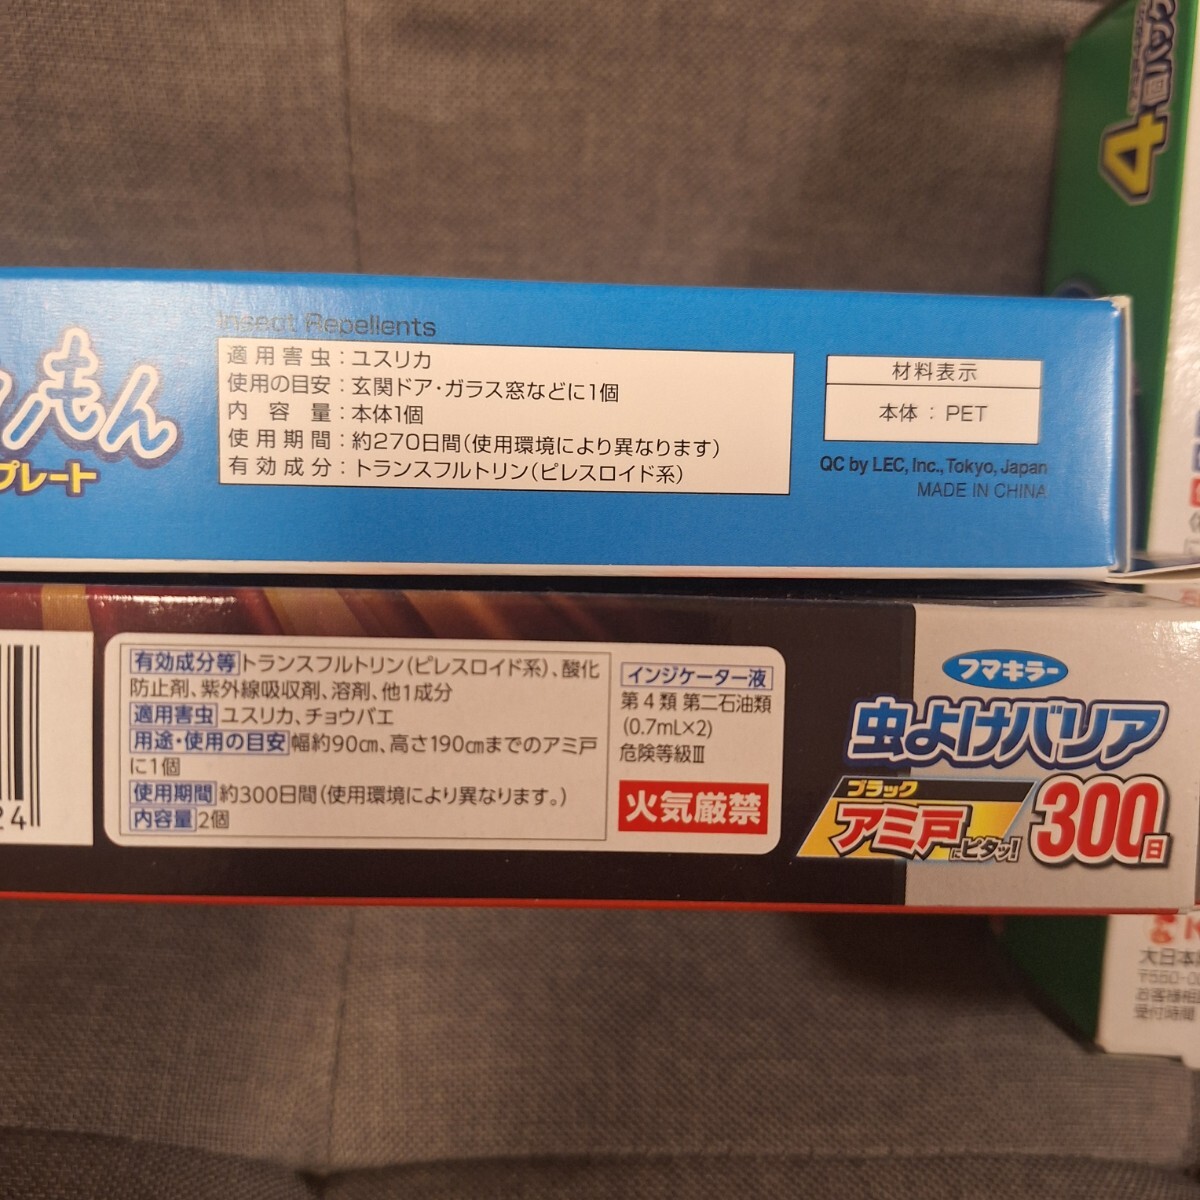 4個パック
Insect Repellents
適用害虫：ユスリカ
使用の目安：玄関ドア・ガラス窓などに1個
内容量：本体1個
使用期間：約270日間（使用環境により異なります）
有効成分：トランスフルトリン（ピレスロイド系）
もん
プレート
材料表示
本体：PET
QC by LEC, Inc., Tokyo, Japan
MADE IN CHINA
24
有効成分等 トランスフルトリン（ピレスロイド系）、酸化
防止剤、紫外線吸収剤、溶剤、他1成分
適用害虫 ユスリカ、チョウバエ
用途・使用の目安 幅約90㎝、高さ190㎝までのアミ戸
に1個
使用期間 約300日間（使用環境により異なります。）
内容量 2個
インジケーター液
第4類 第二石油類
(0.7mL×2)
危険等級Ⅲ
火気厳禁
フマキラー
虫よけバリア
ブラック
アミ戸にピタッ!
300日
大日本
〒550-0
お客様相
受付時間